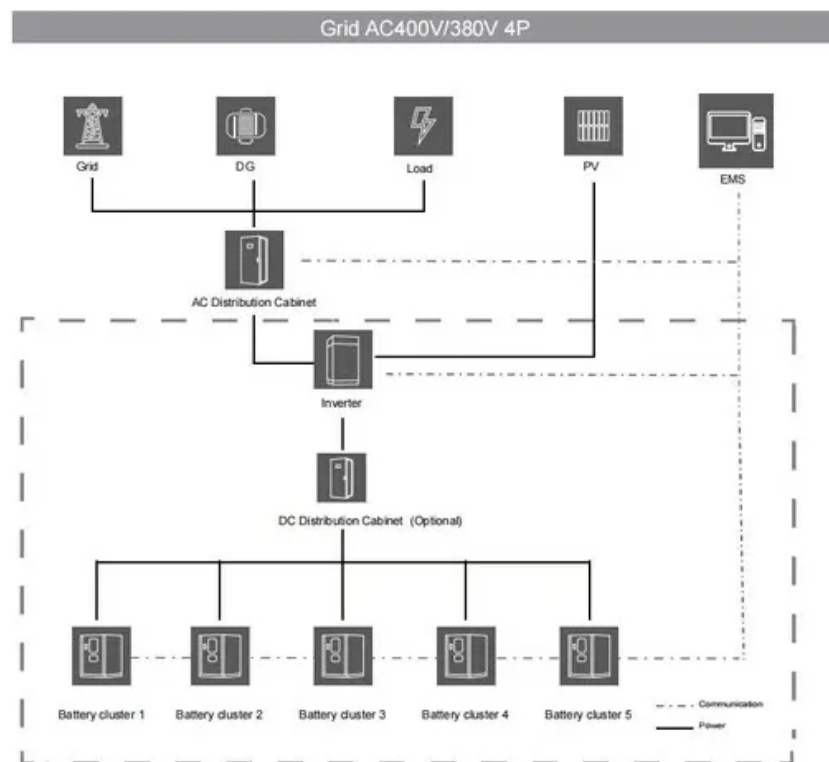 Grid AC400V/380V 4P
Grid
DG
Load
PV
EMS
AC Distribution Cabinet
Inverter
DC Distribution Cabinet (Optional)
Battery cluster 1
Battery cluster 2
Battery cluster 3
Battery cluster 4
Battery cluster 5
Communication
Power